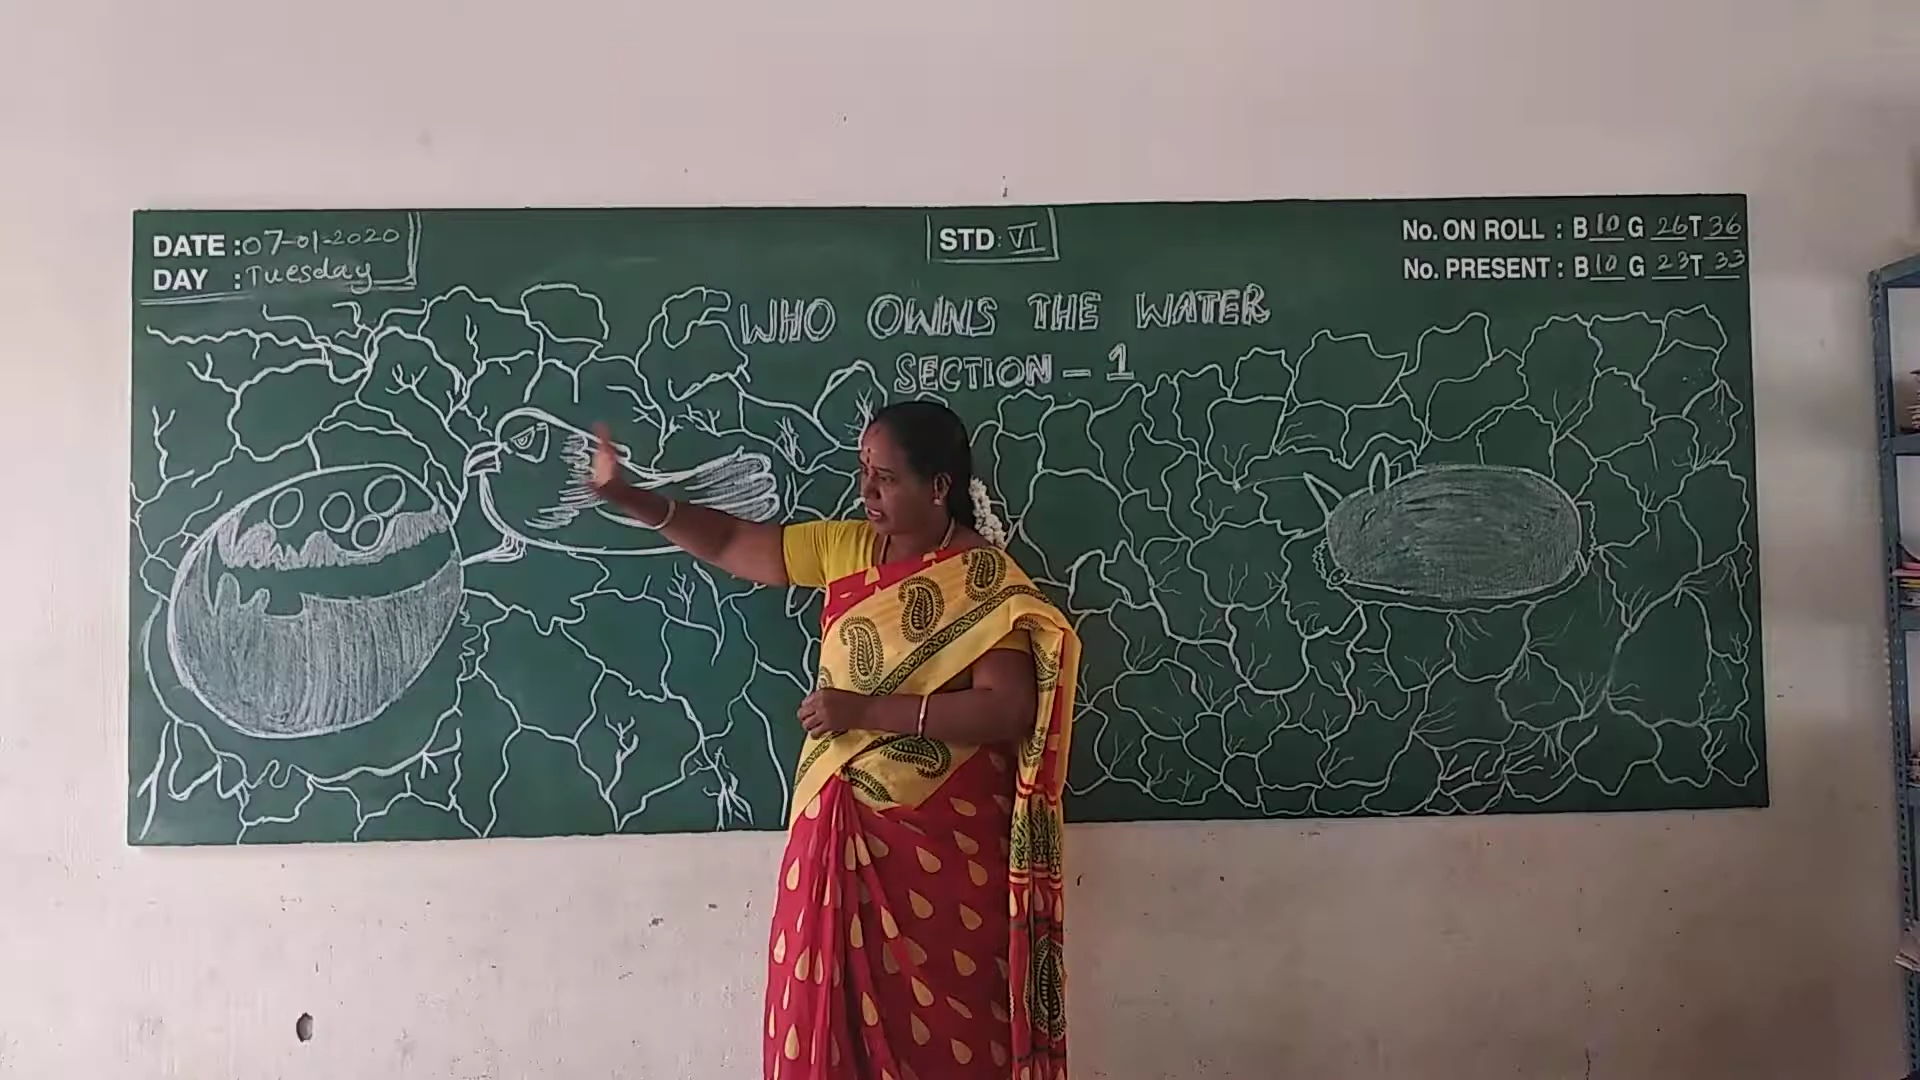 DATE : 07-01-2020
DAY : Tuesday
STD : VI
No. ON ROLL : B 10 G 26 T 36
No. PRESENT : B 10 G 23 T 33
WHO OWNS THE WATER
SECTION - 1